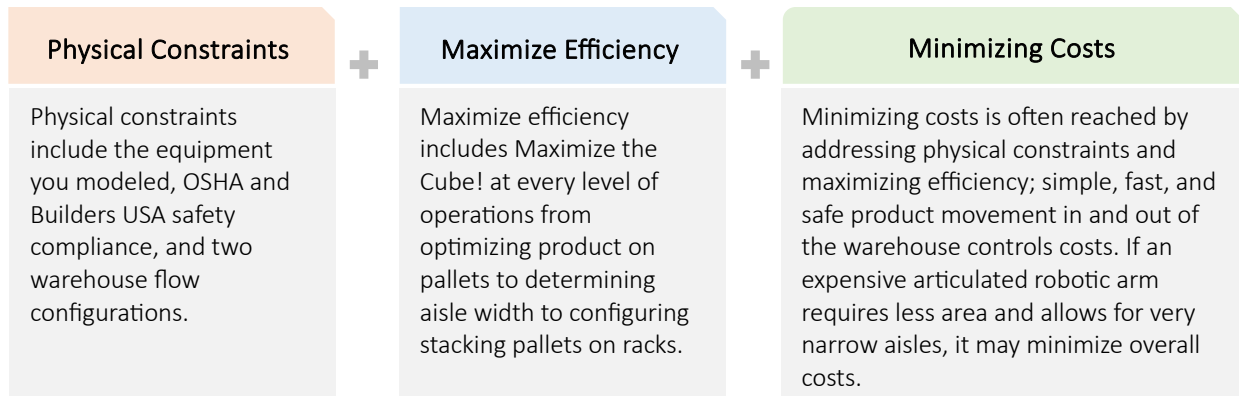 Physical Constraints
Physical constraints
include the equipment
you modeled, OSHA and
Builders USA safety
compliance, and two
warehouse flow
configurations.
Maximize Efficiency
Maximize efficiency
includes Maximize the
Cube! at every level of
operations from
optimizing product on
pallets to determining
aisle width to configuring
stacking pallets on racks.
Minimizing Costs
Minimizing costs is often reached by
addressing physical constraints and
maximizing efficiency; simple, fast, and
safe product movement in and out of
the warehouse controls costs. If an
expensive articulated robotic arm
requires less area and allows for very
narrow aisles, it may minimize overall
costs.